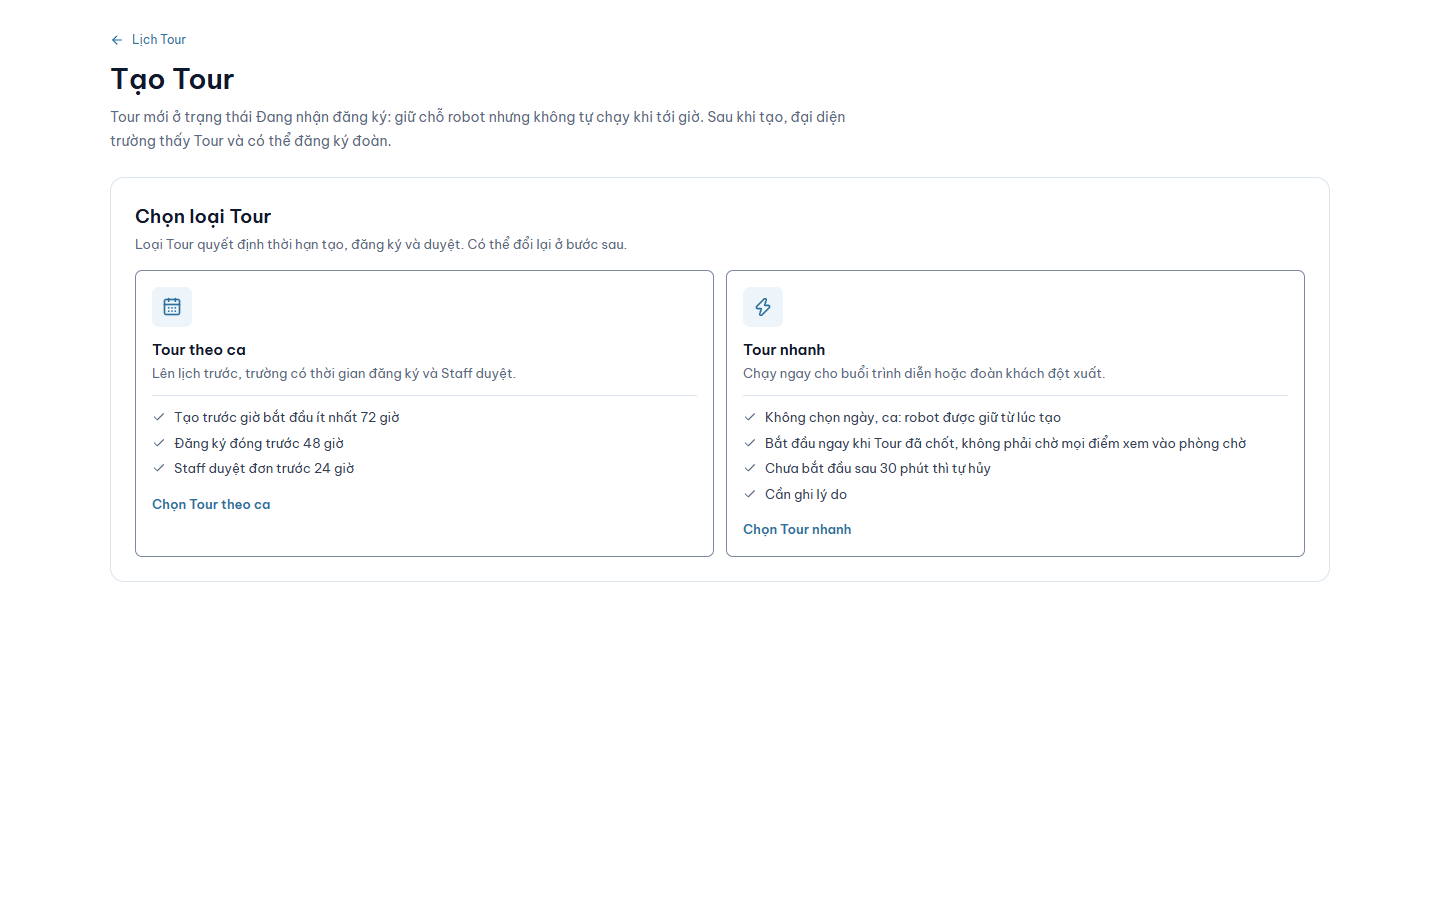 Lịch Tour
Tạo Tour
Tour mới ở trạng thái Đang nhận đăng ký: giữ chỗ robot nhưng không tự chạy khi tới giờ. Sau khi tạo, đại diện
trường thấy Tour và có thể đăng ký đoàn.
Chọn loại Tour
Loại Tour quyết định thời hạn tạo, đăng ký và duyệt. Có thể đổi lại ở bước sau.
Tour theo ca
Lên lịch trước, trường có thời gian đăng ký và Staff duyệt.
Tạo trước giờ bắt đầu ít nhất 72 giờ
Đăng ký đóng trước 48 giờ
Staff duyệt đơn trước 24 giờ
Chọn Tour theo ca
Tour nhanh
Chạy ngay cho buổi trình diễn hoặc đoàn khách đột xuất.
Không chọn ngày, ca: robot được giữ từ lúc tạo
Bắt đầu ngay khi Tour đã chốt, không phải chờ mọi điểm xem vào phòng chờ
Chưa bắt đầu sau 30 phút thì tự hủy
Cần ghi lý do
Chọn Tour nhanh